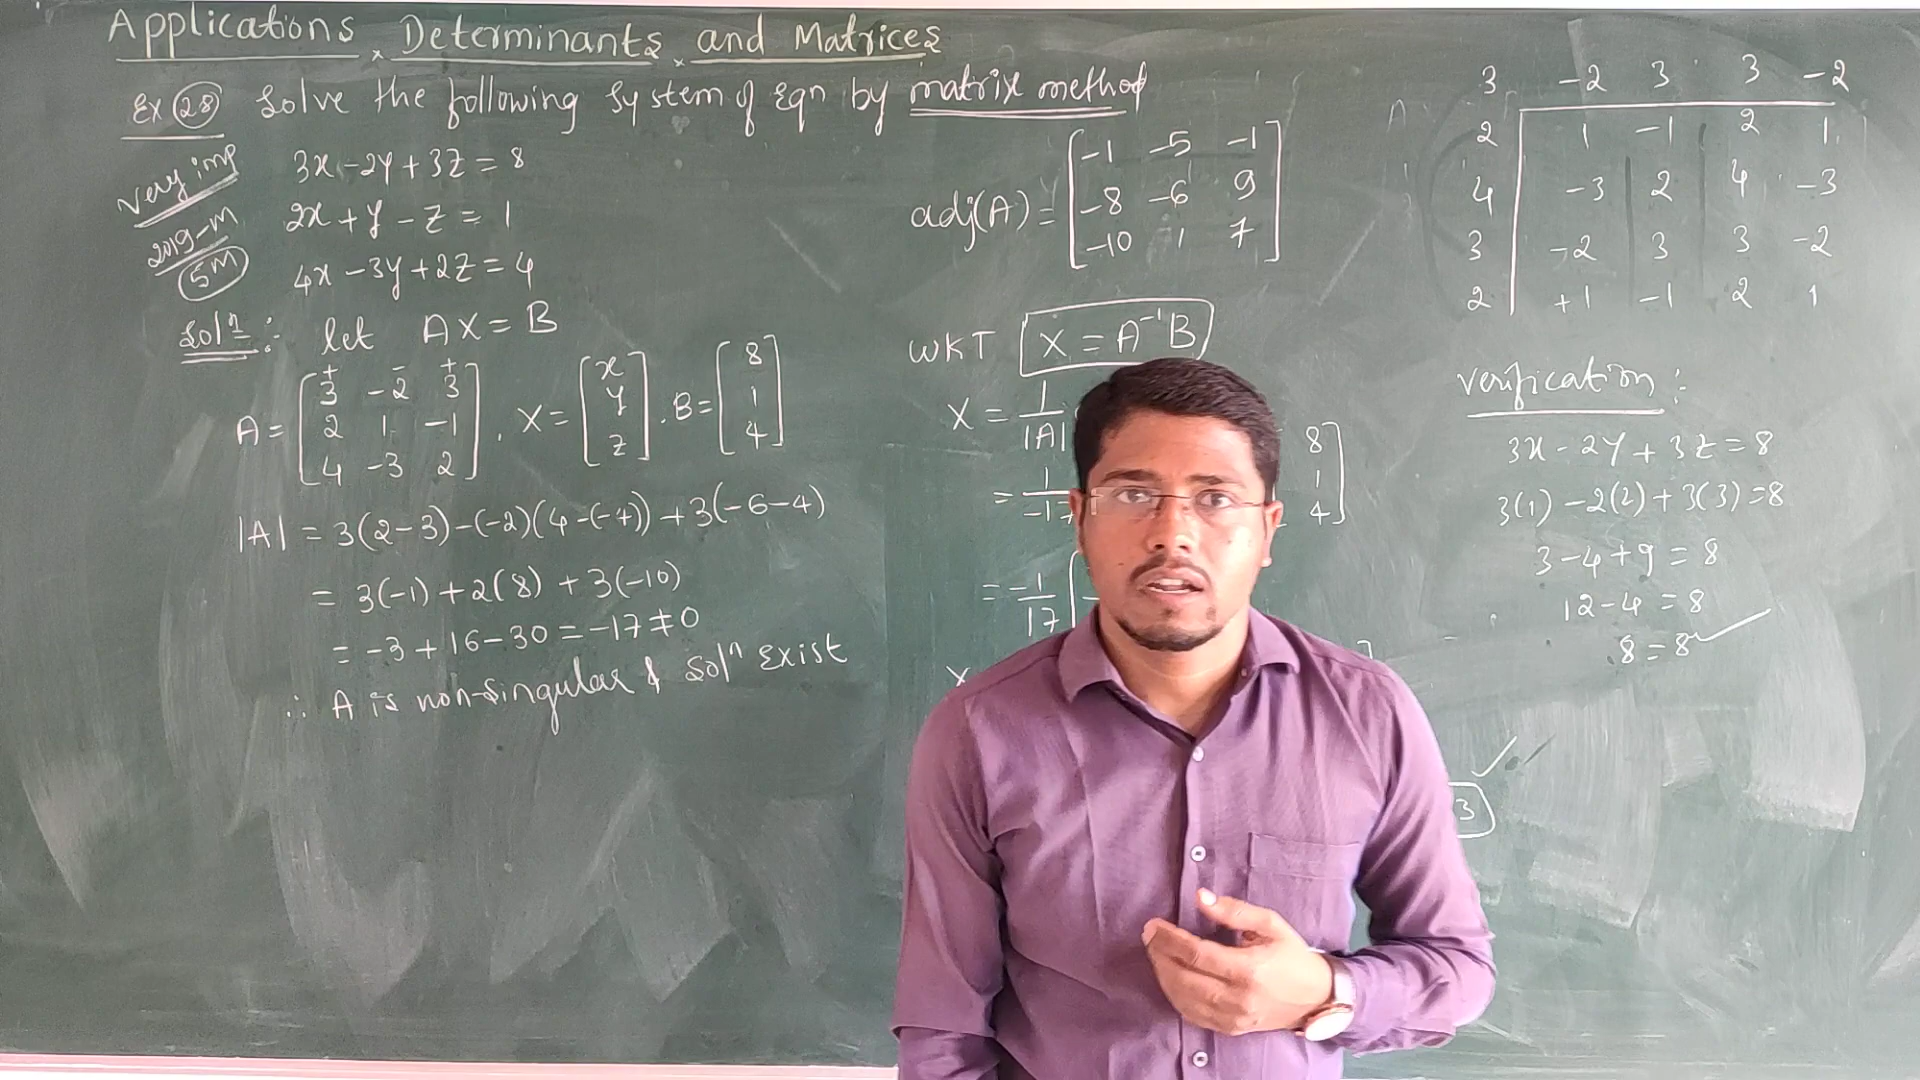 Applications Determinants and Matrices
Ex 28 Solve the following system of Eqn by matrix method
Very imp
2019-M
5M
3x - 2y + 3z = 8
2x + y - z = 1
4x - 3y + 2z = 4
Solⁿ:- let AX = B
+ - +
A = [3 -2 3
2 1 -1
4 -3 2] , X = [x
y
z] . B = [8
1
4]
|A| = 3(2-3) - (-2)(4-(-4)) + 3(-6-4)
= 3(-1) + 2(8) + 3(-10)
= -3 + 16 - 30 = -17 ≠ 0
∴ A is non-singular & Solⁿ Exist
adj(A) = [-1 -5 -1
-8 -6 9
-10 1 7]
WKT X = A⁻¹B
X = 1/|A|
8
1
4]
= 1/-17
= -1/17 [-
X
3 -2 3 3 -2
2 1 -1 2 1
4 -3 2 4 -3
3 -2 3 3 -2
2 +1 -1 2 1
Verification:
3x - 2y + 3z = 8
3(1) - 2(2) + 3(3) = 8
3 - 4 + 9 = 8
12 - 4 = 8
8 = 8
3